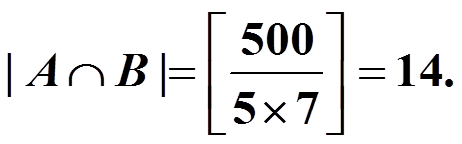 | A ∩ B |= [ 500 / 5 × 7 ] = 14.